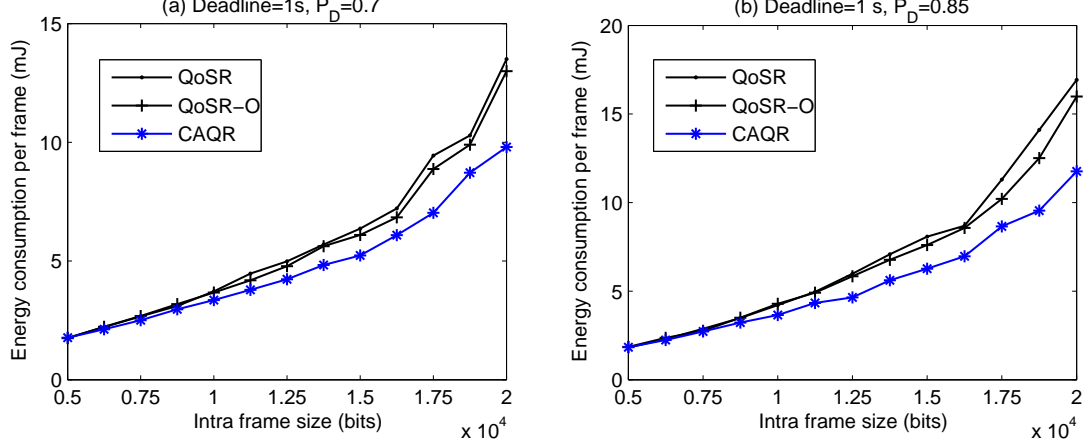 (a) Deadline=1s, P_D=0.7
15
10
5
0
Energy consumption per frame (mJ)
QoSR
QoSR−O
CAQR
0.5 0.75 1 1.25 1.5 1.75 2
Intra frame size (bits)
x 10^4
(b) Deadline=1 s, P_D=0.85
20
15
10
5
0
Energy consumption per frame (mJ)
QoSR
QoSR−O
CAQR
0.5 0.75 1 1.25 1.5 1.75 2
Intra frame size (bits)
x 10^4